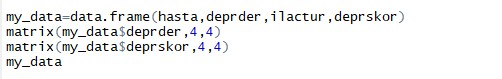 my_data=data.frame(hasta,deprder,ilactur,deprskor)
matrix(my_data$deprder,4,4)
matrix(my_data$deprskor,4,4)
my_data